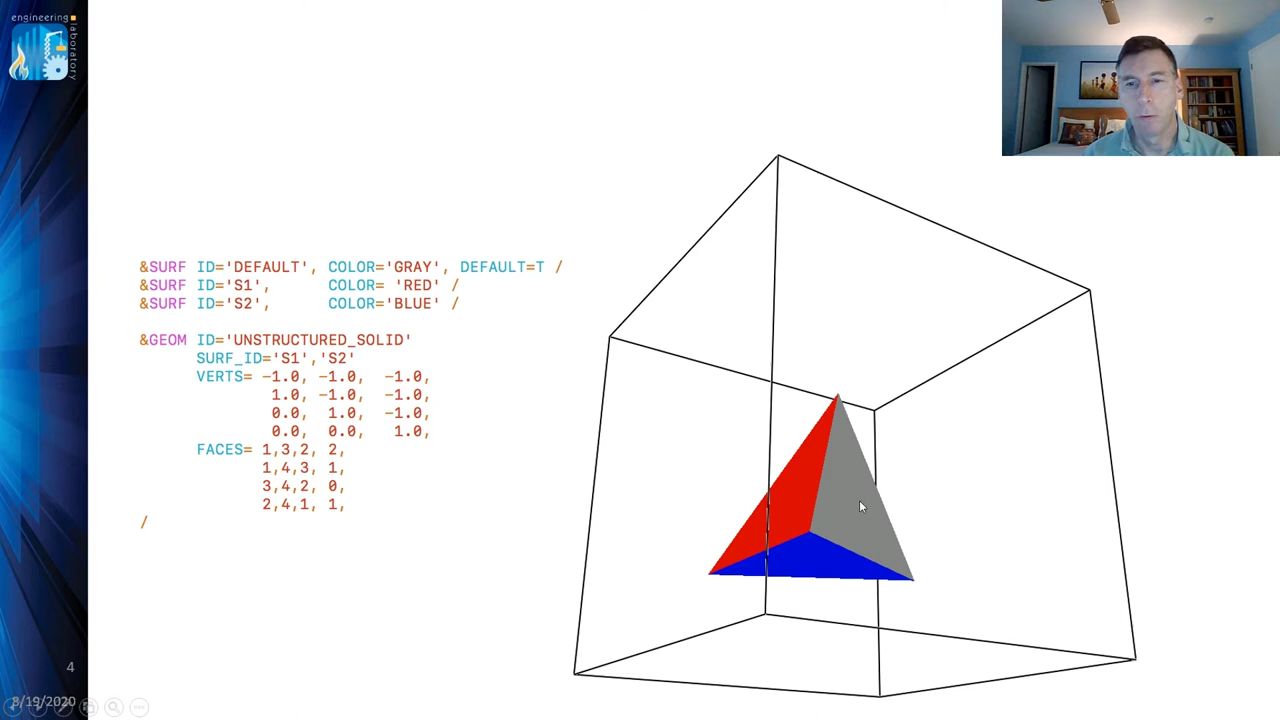 engineering
laboratory
&SURF ID='DEFAULT', COLOR='GRAY', DEFAULT=T /
&SURF ID='S1', COLOR= 'RED' /
&SURF ID='S2', COLOR='BLUE' /
&GEOM ID='UNSTRUCTURED_SOLID'
SURF_ID='S1','S2'
VERTS= -1.0, -1.0, -1.0,
1.0, -1.0, -1.0,
0.0, 1.0, -1.0,
0.0, 0.0, 1.0,
FACES= 1,3,2, 2,
1,4,3, 1,
3,4,2, 0,
2,4,1, 1,
/
4
8/19/2020